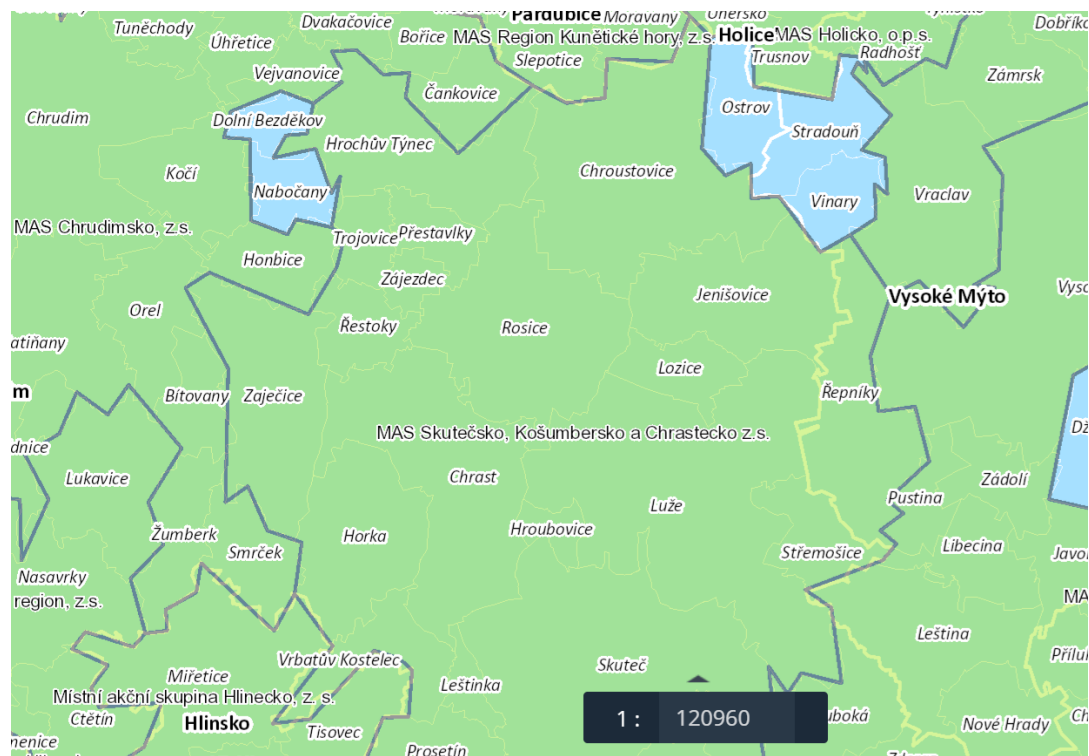 Pardubice
Moravany
Tuněchody
Dvakačovice
Bořice
MAS Region Kunětické hory, z.s.
Holice
MAS Holicko, o.p.s.
Úhřetice
Slepotice
Trusnov
Radhošť
Vejvanovice
Zámrsk
Čankovice
Chrudim
Dolní Bezděkov
Ostrov
Stradouň
Hrochův Týnec
Kočí
Chroustovice
Nabočany
Vinary
Vraclav
MAS Chrudimsko, z.s.
Trojovice
Přestavlky
Honbice
Zájezdec
Jenišovice
Vysoké Mýto
Orel
Řestoky
Rosice
Lozice
Bítovany
Zaječice
Řepníky
MAS Skutečsko, Košumbersko a Chrastecko z.s.
Lukavice
Chrast
Zádolí
Luže
Pustina
Žumberk
Horka
Hroubovice
Smrček
Střemošice
Libecina
Nasavrky
region, z.s.
Leština
Vrbatův Kostelec
Skuteč
Miřetice
Leštinka
Místní akční skupina Hlinecko, z. s.
Ctětín
Hlinsko
1 : 120960
Tisovec
Nové Hrady
Prosetín